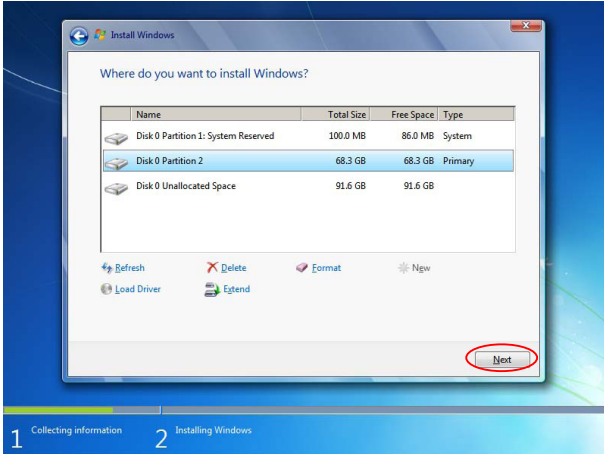 Install Windows
Where do you want to install Windows?
Name Total Size Free Space Type
Disk 0 Partition 1: System Reserved 100.0 MB 86.0 MB System
Disk 0 Partition 2 68.3 GB 68.3 GB Primary
Disk 0 Unallocated Space 91.6 GB 91.6 GB
Refresh Delete Format New
Load Driver Extend
Next
1 Collecting information 2 Installing Windows